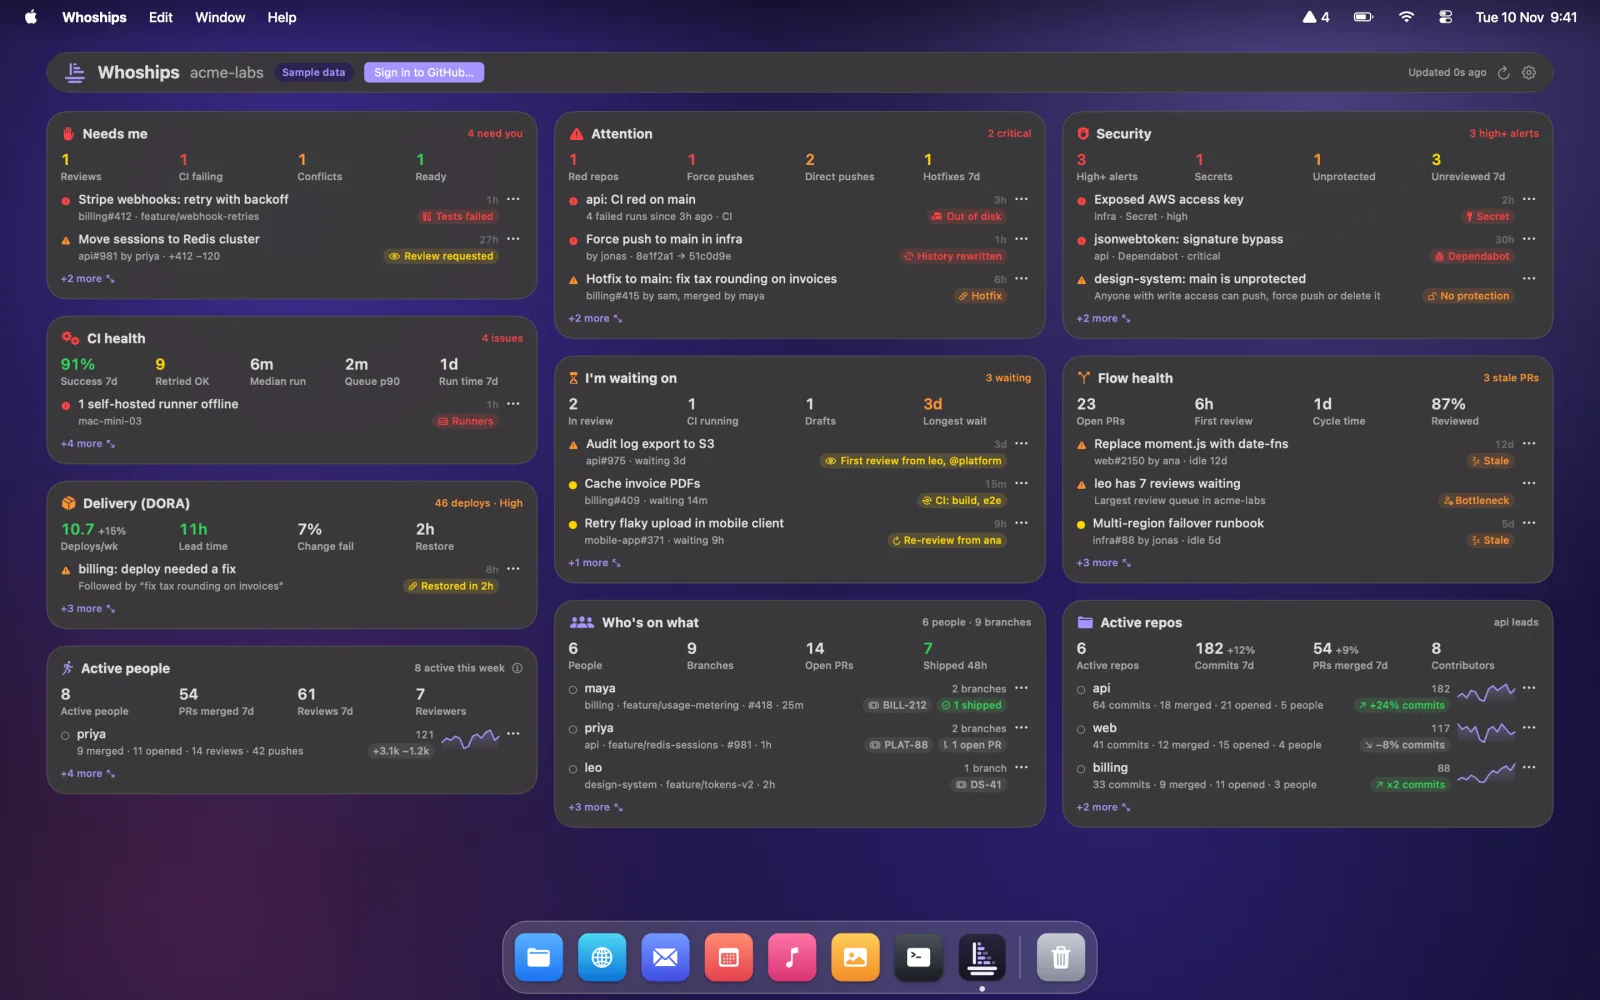 Whoships Edit Window Help 4 Tue 10 Nov 9:41
Whoships acme-labs Sample data Sign in to GitHub... Updated 0s ago
Needs me 4 need you
1 1 1 1
Reviews CI failing Conflicts Ready
Stripe webhooks: retry with backoff 1h
billing#412 · feature/webhook-retries Tests failed
Move sessions to Redis cluster 27h
api#981 by priya · +412 −120 Review requested
+2 more
CI health 4 issues
91% 9 6m 2m 1d
Success 7d Retried OK Median run Queue p90 Run time 7d
1 self-hosted runner offline 1h
mac-mini-03 Runners
+4 more
Delivery (DORA) 46 deploys · High
10.7 +15% 11h 7% 2h
Deploys/wk Lead time Change fail Restore
billing: deploy needed a fix 8h
Followed by “fix tax rounding on invoices” Restored in 2h
+3 more
Active people 8 active this week
8 54 61 7
Active people PRs merged 7d Reviews 7d Reviewers
priya 121
9 merged · 11 opened · 14 reviews · 42 pushes +3.1k −1.2k
+4 more
Attention 2 critical
1 1 2 1
Red repos Force pushes Direct pushes Hotfixes 7d
api: CI red on main 3h
4 failed runs since 3h ago · CI Out of disk
Force push to main in infra 1h
by jonas · 8e1f2a1 → 51c0d9e History rewritten
Hotfix to main: fix tax rounding on invoices 6h
billing#415 by sam, merged by maya Hotfix
+2 more
I'm waiting on 3 waiting
2 1 1 3d
In review CI running Drafts Longest wait
Audit log export to S3 3d
api#975 · waiting 3d First review from leo, @platform
Cache invoice PDFs 15m
billing#409 · waiting 14m CI: build, e2e
Retry flaky upload in mobile client 9h
mobile-app#371 · waiting 9h Re-review from ana
+1 more
Who's on what 6 people · 9 branches
6 9 14 7
People Branches Open PRs Shipped 48h
maya 2 branches
billing · feature/usage-metering · #418 · 25m BILL-212 1 shipped
priya 2 branches
api · feature/redis-sessions · #981 · 1h PLAT-88 1 open PR
leo 1 branch
design-system · feature/tokens-v2 · 2h DS-41
+3 more
Security 3 high+ alerts
3 1 1 3
High+ alerts Secrets Unprotected Unreviewed 7d
Exposed AWS access key 2h
infra · Secret · high Secret
jsonwebtoken: signature bypass 30h
api · Dependabot · critical Dependabot
design-system: main is unprotected
Anyone with write access can push, force push or delete it No protection
+2 more
Flow health 3 stale PRs
23 6h 1d 87%
Open PRs First review Cycle time Reviewed
Replace moment.js with date-fns 12d
web#2150 by ana · idle 12d Stale
leo has 7 reviews waiting
Largest review queue in acme-labs Bottleneck
Multi-region failover runbook 5d
infra#88 by jonas · idle 5d Stale
+3 more
Active repos api leads
6 182 +12% 54 +9% 8
Active repos Commits 7d PRs merged 7d Contributors
api 182
64 commits · 18 merged · 21 opened · 5 people +24% commits
web 117
41 commits · 12 merged · 15 opened · 4 people −8% commits
billing 88
33 commits · 9 merged · 11 opened · 3 people ×2 commits
+2 more